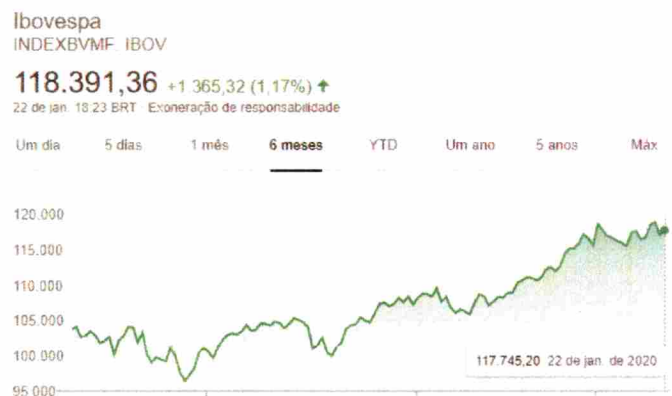 Ibovespa
INDEXBVMF: IBOV
118.391,36 +1.365,32 (1,17%) ↑
22 de jan. 18:23 BRT · Exoneração de responsabilidade
Um dia 5 dias 1 mês 6 meses YTD Um ano 5 anos Máx
120.000
115.000
110.000
105.000
100.000
117.745,20 22 de jan. de 2020
95.000